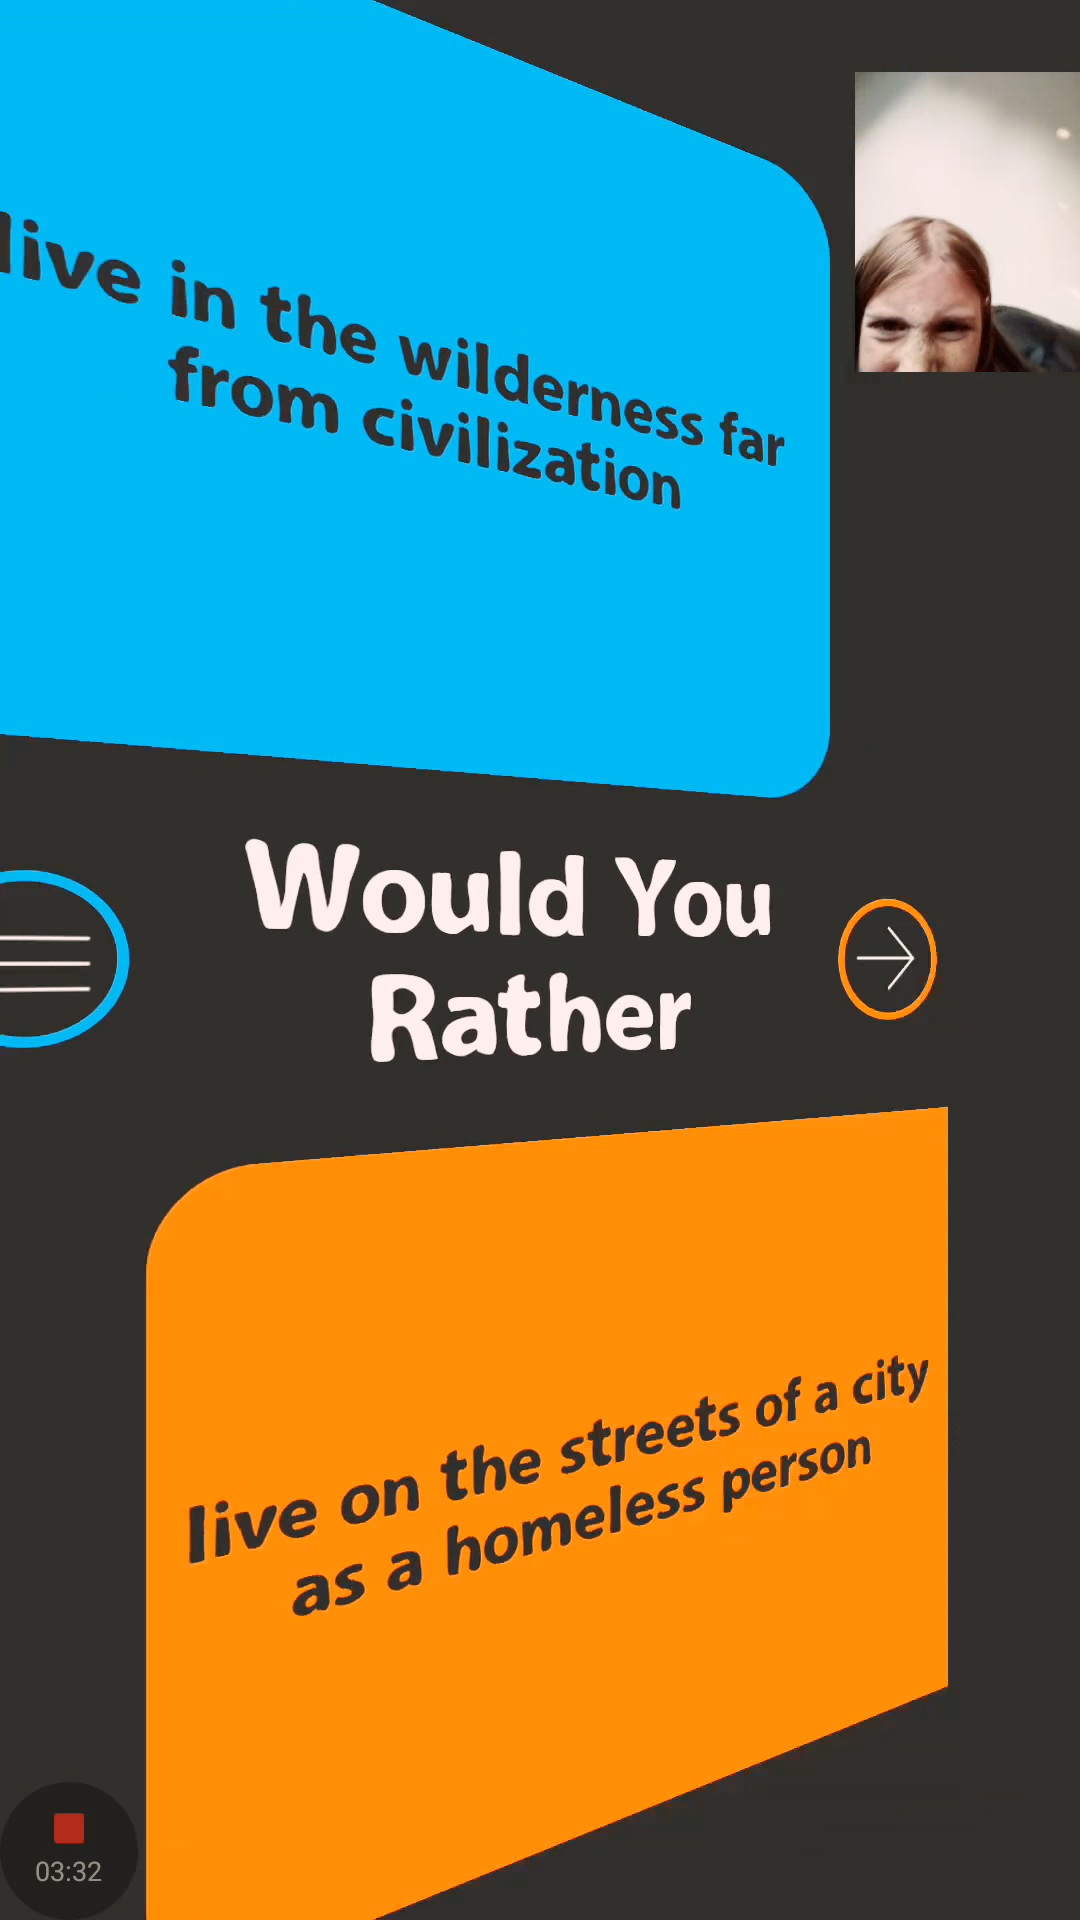 live in the wilderness far
from civilization
Would You
Rather
live on the streets of a city
as a homeless person
03:32